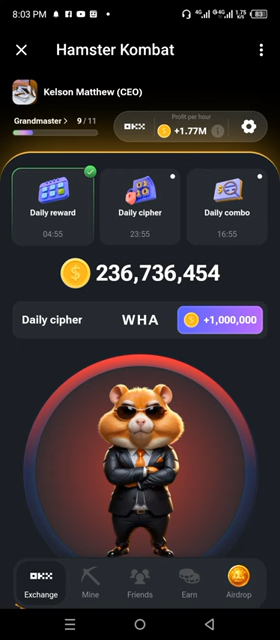 8:03 PM
83
Hamster Kombat
Kelson Matthew (CEO)
Grandmaster > 9 / 11
Profit per hour
+1.77M
Daily reward
04:55
Daily cipher
23:55
Daily combo
16:55
236,736,454
Daily cipher WHA +1,000,000
Exchange
Mine
Friends
Earn
Airdrop